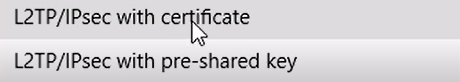 L2TP/IPsec with certificate
L2TP/IPsec with pre-shared key